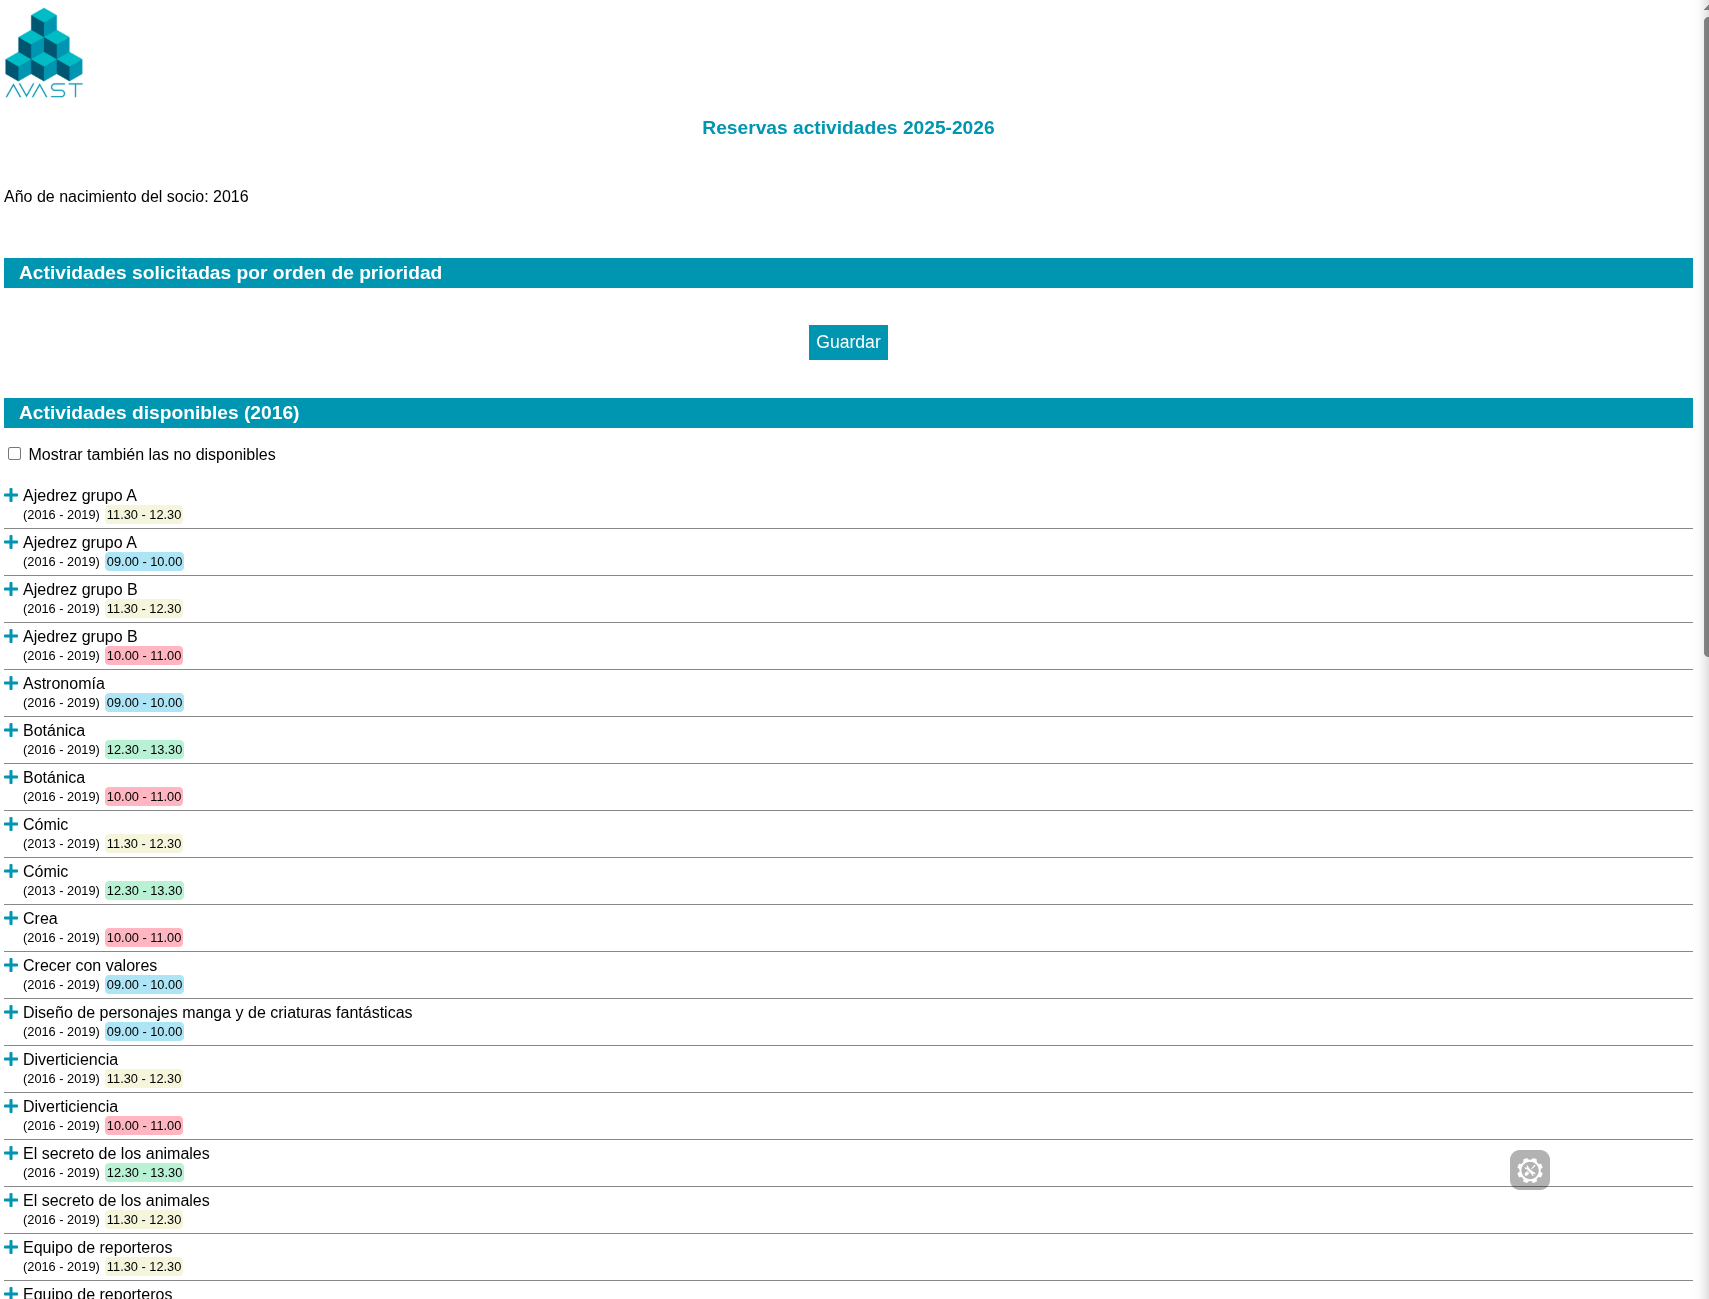 AVAST
Reservas actividades 2025-2026
Año de nacimiento del socio: 2016
Actividades solicitadas por orden de prioridad
Guardar
Actividades disponibles (2016)
Mostrar también las no disponibles
Ajedrez grupo A
(2016 - 2019) 11.30 - 12.30
Ajedrez grupo A
(2016 - 2019) 09.00 - 10.00
Ajedrez grupo B
(2016 - 2019) 11.30 - 12.30
Ajedrez grupo B
(2016 - 2019) 10.00 - 11.00
Astronomía
(2016 - 2019) 09.00 - 10.00
Botánica
(2016 - 2019) 12.30 - 13.30
Botánica
(2016 - 2019) 10.00 - 11.00
Cómic
(2013 - 2019) 11.30 - 12.30
Cómic
(2013 - 2019) 12.30 - 13.30
Crea
(2016 - 2019) 10.00 - 11.00
Crecer con valores
(2016 - 2019) 09.00 - 10.00
Diseño de personajes manga y de criaturas fantásticas
(2016 - 2019) 09.00 - 10.00
Diverticiencia
(2016 - 2019) 11.30 - 12.30
Diverticiencia
(2016 - 2019) 10.00 - 11.00
El secreto de los animales
(2016 - 2019) 12.30 - 13.30
El secreto de los animales
(2016 - 2019) 11.30 - 12.30
Equipo de reporteros
(2016 - 2019) 11.30 - 12.30
Equipo de reporteros